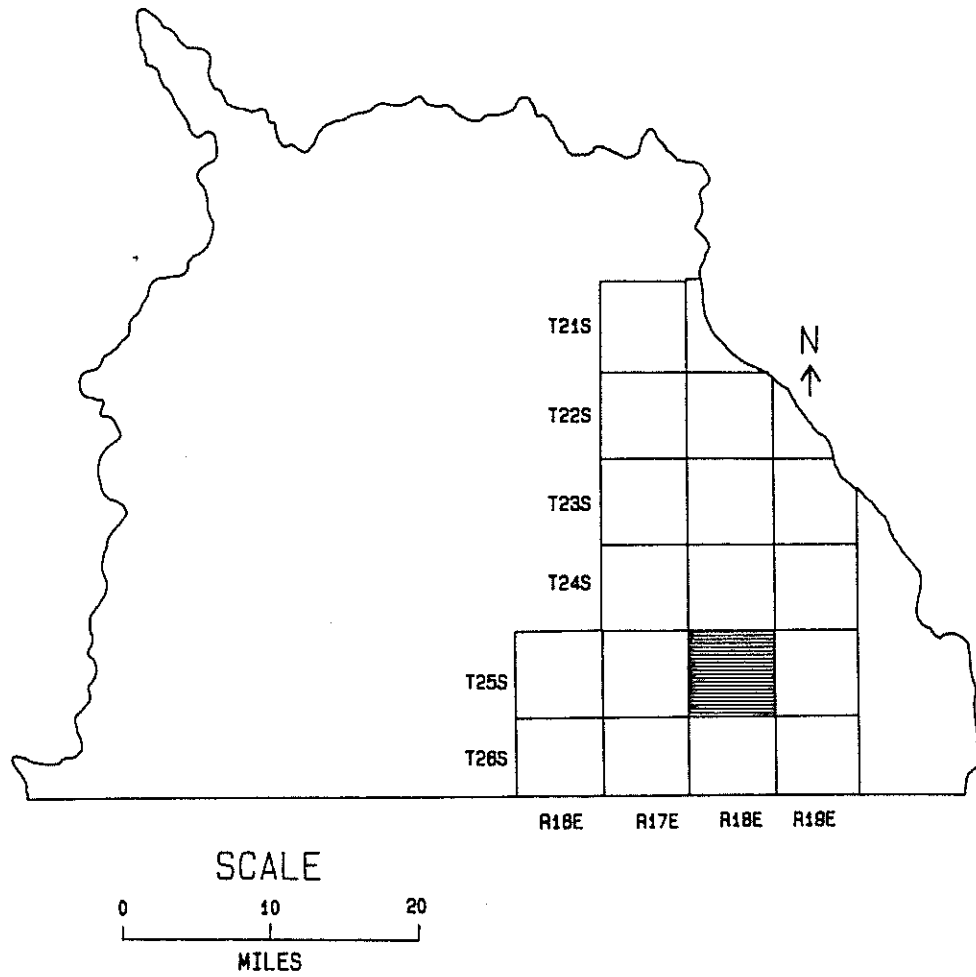 T21S
N
T22S
T23S
T24S
T25S
T26S
R16E R17E R18E R19E
SCALE
0 10 20
MILES